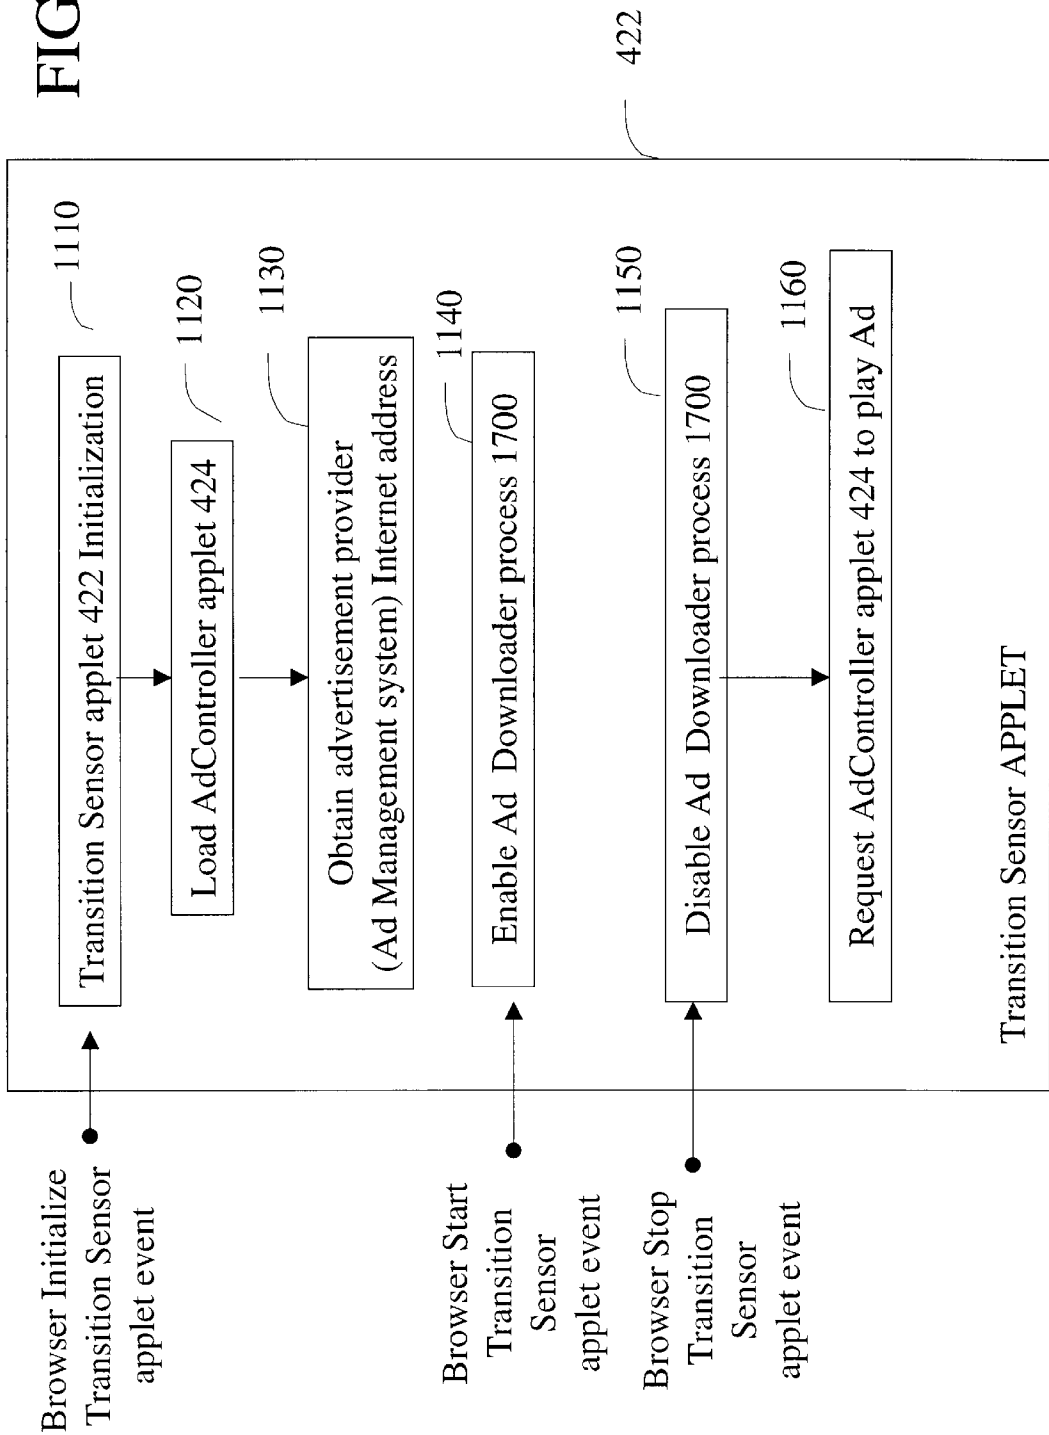 FIG
422
Browser Initialize
Transition Sensor
applet event
1110
Transition Sensor applet 422 Initialization
1120
Load AdController applet 424
1130
Obtain advertisement provider
(Ad Management system) Internet address
Browser Start
Transition
Sensor
applet event
1140
Enable Ad Downloader process 1700
Browser Stop
Transition
Sensor
applet event
1150
Disable Ad Downloader process 1700
1160
Request AdController applet 424 to play Ad
Transition Sensor APPLET